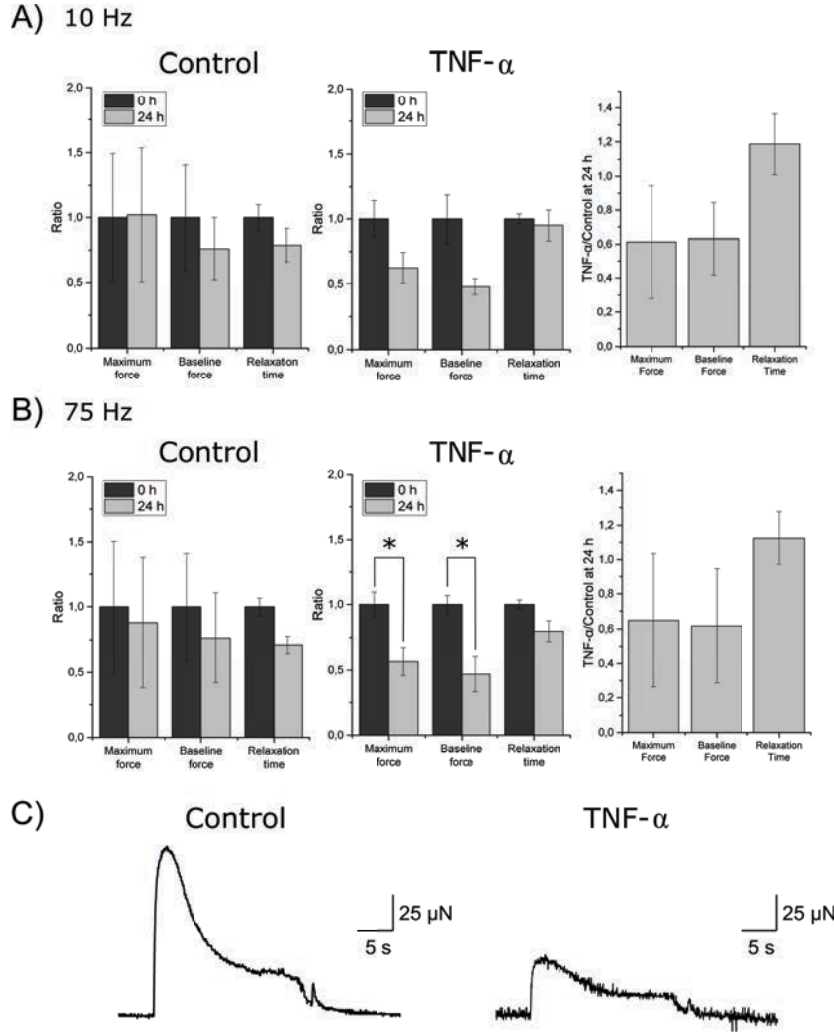 A) 10 Hz
Control
TNF-α
0 h
24 h
2,0
1,5
1,0
0,5
0,0
Ratio
Maximum force
Baseline force
Relaxation time
0 h
24 h
2,0
1,5
1,0
0,5
0,0
Ratio
Maximum force
Baseline force
Relaxation time
1,4
1,2
1,0
0,8
0,6
0,4
0,2
0,0
TNF-α/Control at 24 h
Maximum Force
Baseline Force
Relaxation Time
B) 75 Hz
Control
TNF-α
0 h
24 h
2,0
1,5
1,0
0,5
0,0
Ratio
Maximum force
Baseline force
Relaxation time
0 h
24 h
2,0
1,5
1,0
0,5
0,0
Ratio
*
*
Maximum force
Baseline force
Relaxation time
1,4
1,2
1,0
0,8
0,6
0,4
0,2
0,0
TNF-α/Control at 24 h
Maximum Force
Baseline Force
Relaxation Time
C)
Control
TNF-α
25 µN
5 s
25 µN
5 s